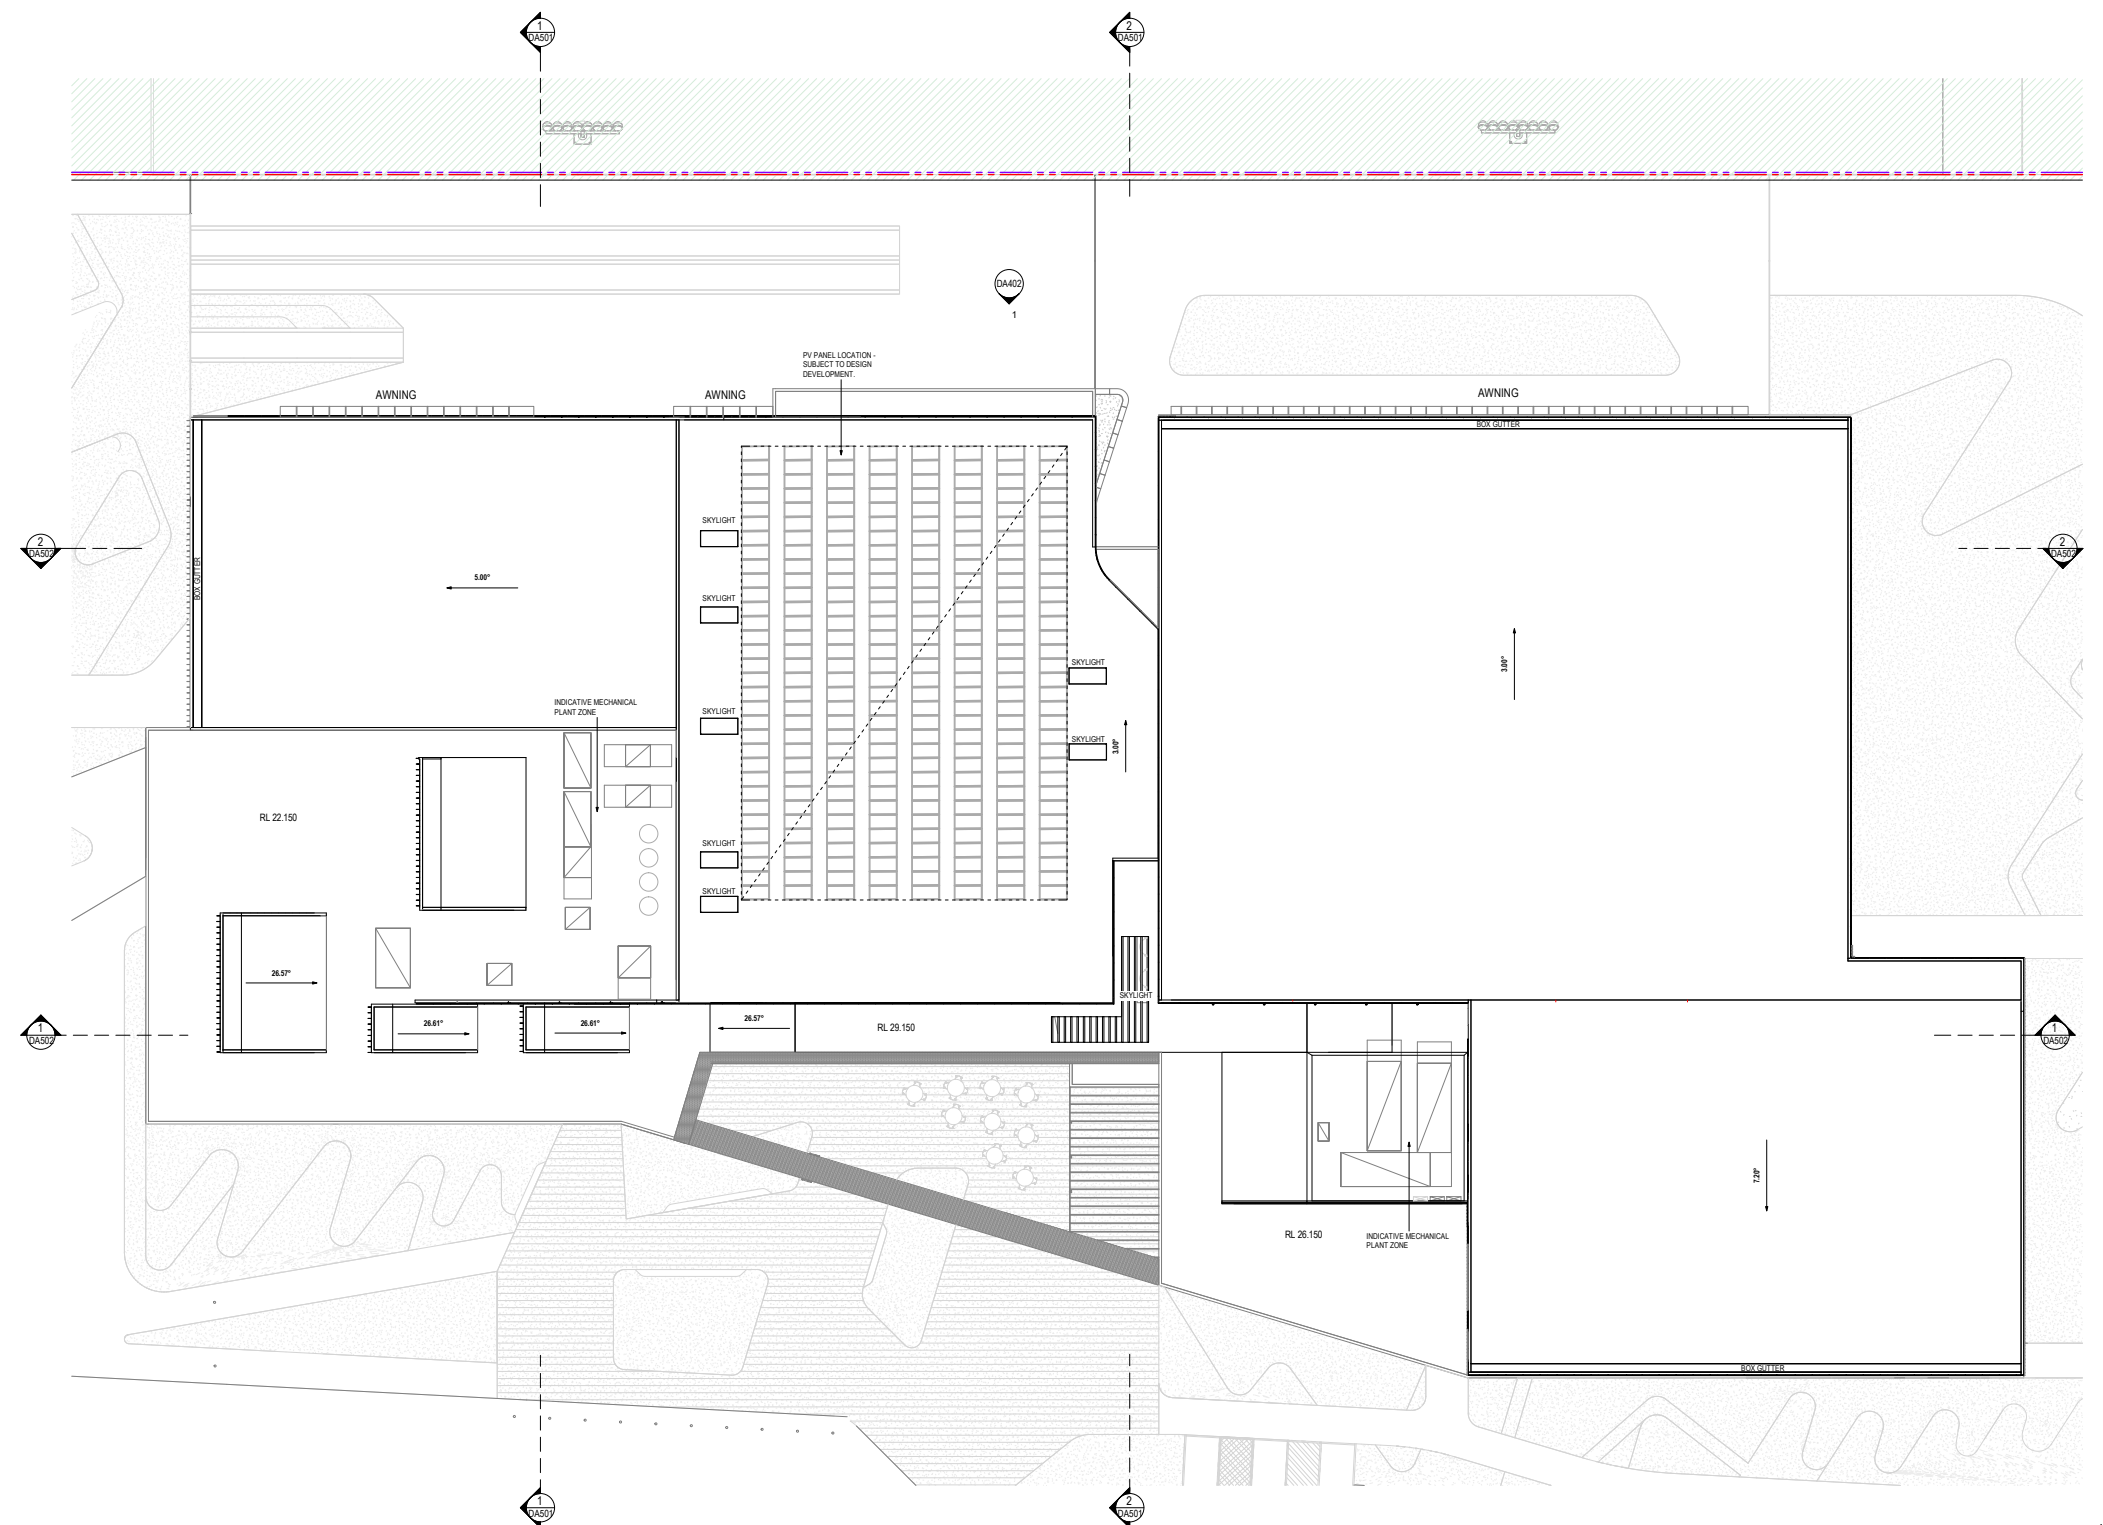 1
DA501
2
DA501
DA402
1
PV PANEL LOCATION -
SUBJECT TO DESIGN
DEVELOPMENT.
AWNING
AWNING
AWNING
BOX GUTTER
SKYLIGHT
2
DA502
2
DA502
BOX GUTTER
5.00°
SKYLIGHT
SKYLIGHT
3.00°
INDICATIVE MECHANICAL
PLANT ZONE
SKYLIGHT
SKYLIGHT
3.00°
RL 22.150
SKYLIGHT
SKYLIGHT
26.57°
SKYLIGHT
1
DA502
26.61°
26.61°
26.57°
RL 29.150
1
DA502
7.20°
RL 26.150
INDICATIVE MECHANICAL
PLANT ZONE
BOX GUTTER
1
DA501
2
DA501